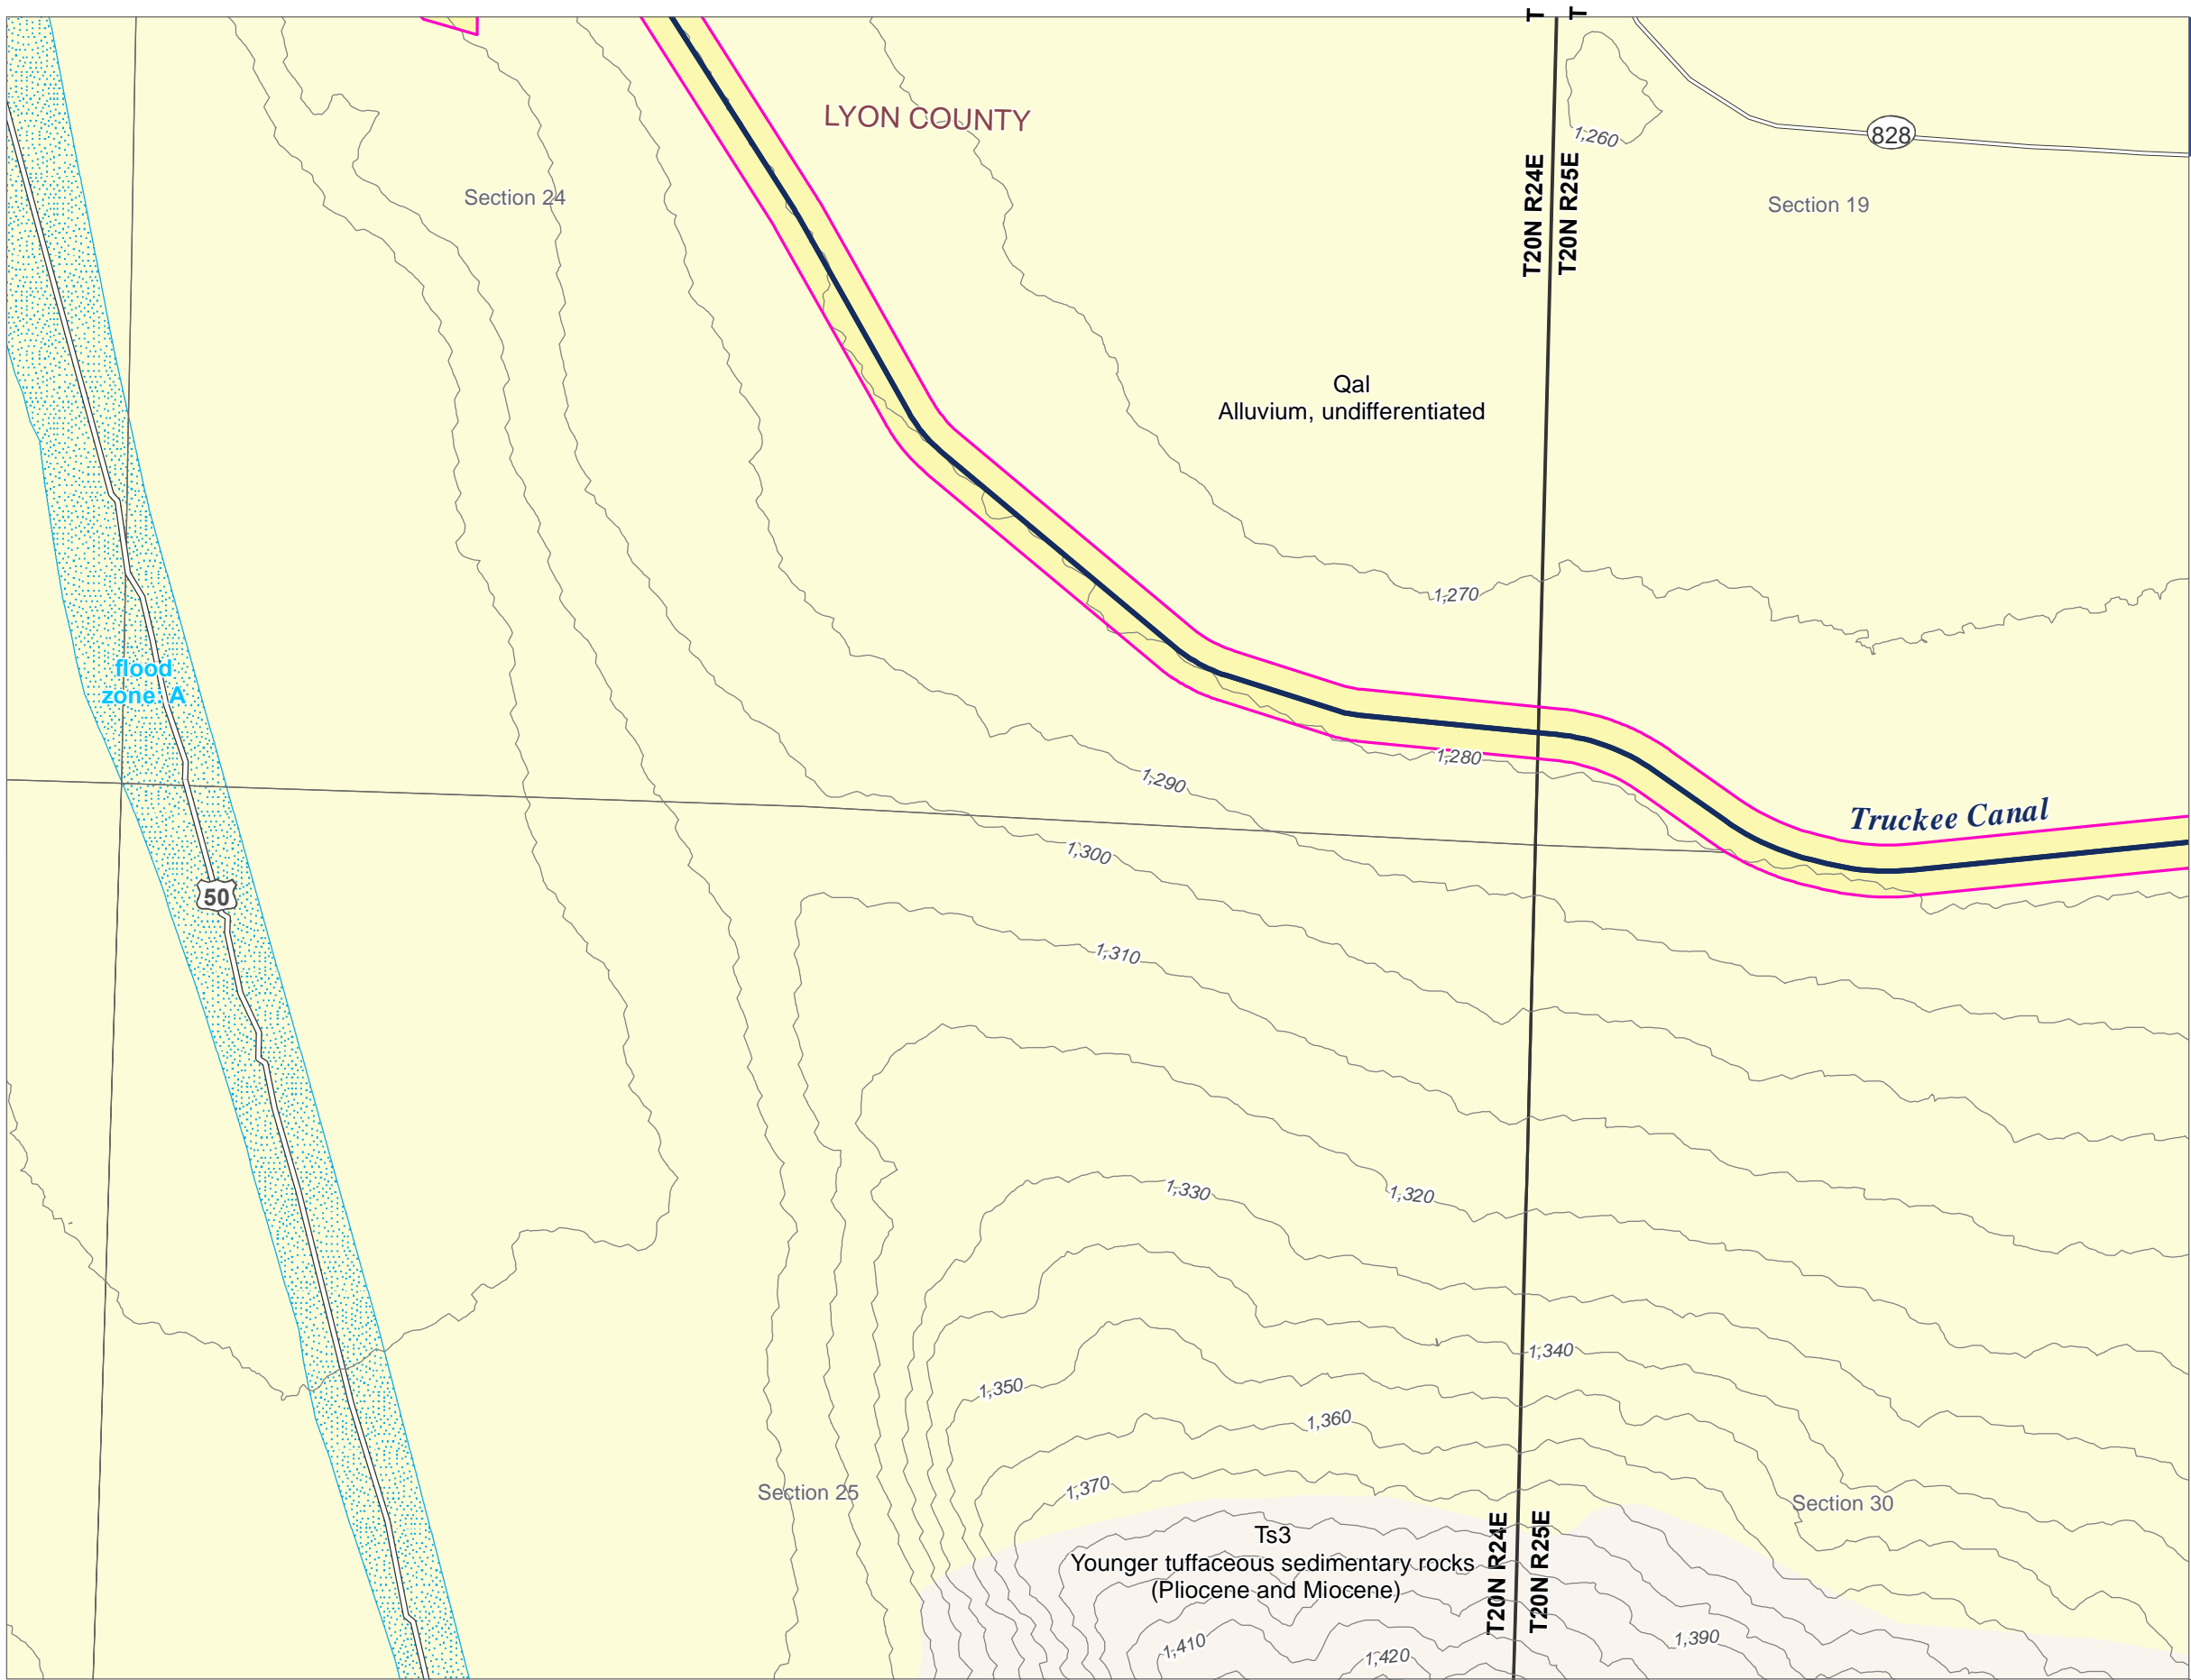 T
T
LYON COUNTY
1,260
828
Section 24
T20N R24E
T20N R25E
Section 19
Qal
Alluvium, undifferentiated
1,270
flood
zone: A
1,280
1,290
Truckee Canal
1,300
50
1,310
1,330
1,320
1,340
1,350
1,360
1,370
Section 25
Section 30
Ts3
Younger tuffaceous sedimentary rocks
(Pliocene and Miocene)
T20N R24E
T20N R25E
1,410
1,420
1,390